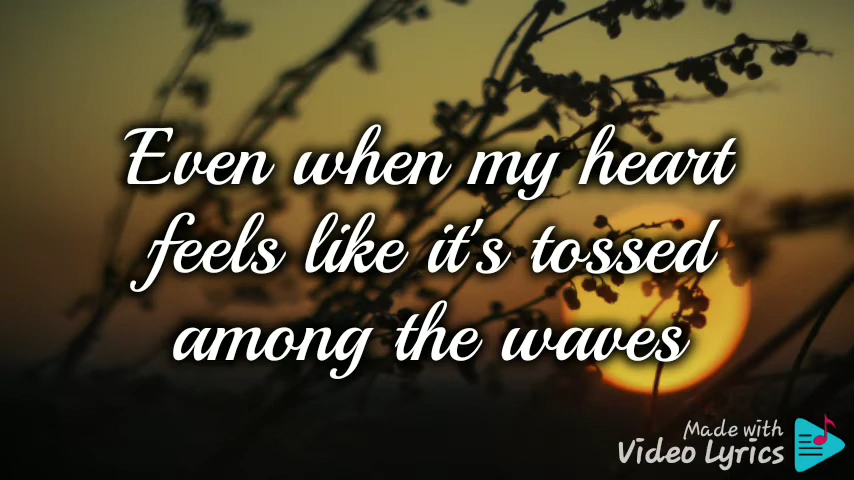 Even when my heart
feels like it's tossed
among the waves
Made with
Video Lyrics